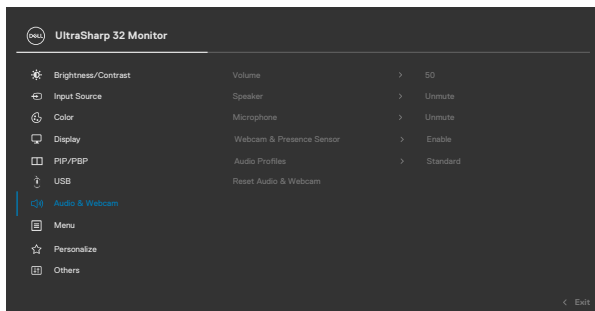 DELL UltraSharp 32 Monitor
Brightness/Contrast Volume > 50
Input Source Speaker > Unmute
Color Microphone > Unmute
Display Webcam & Presence Sensor > Enable
PIP/PBP Audio Profiles > Standard
USB Reset Audio & Webcam
Audio & Webcam
Menu
Personalize
Others
< Exit